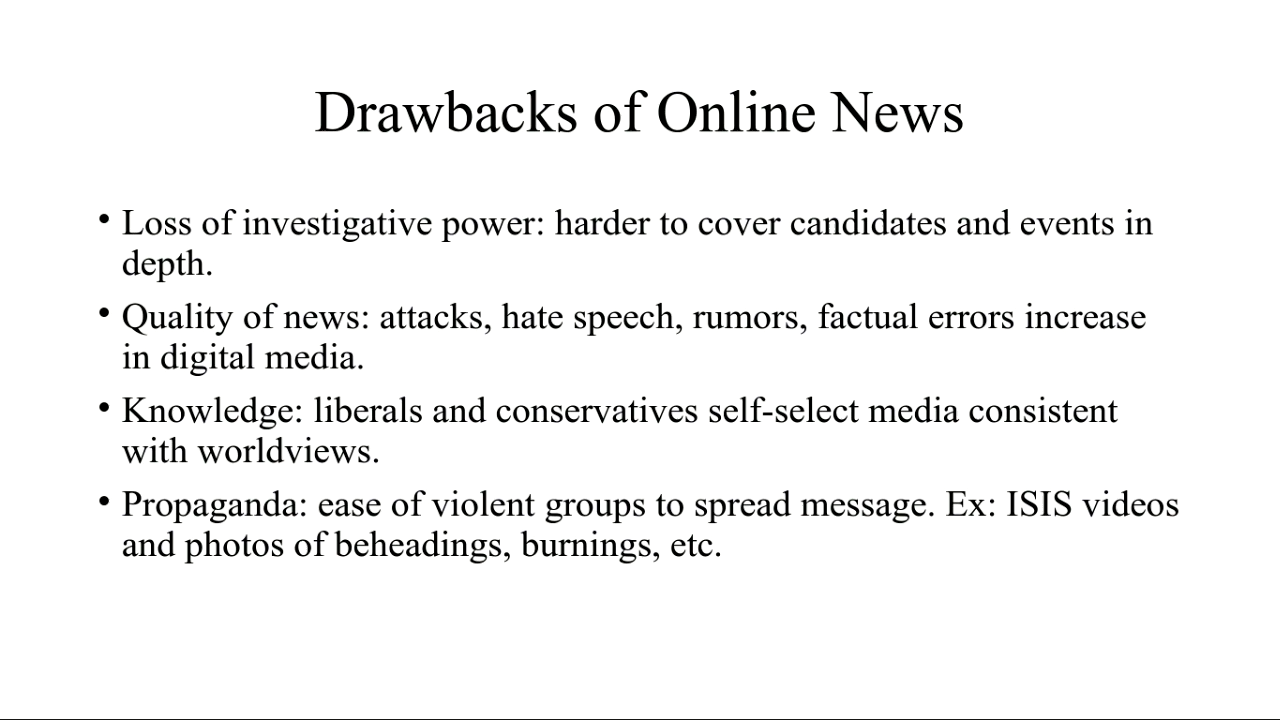 Drawbacks of Online News
• Loss of investigative power: harder to cover candidates and events in
depth.
• Quality of news: attacks, hate speech, rumors, factual errors increase
in digital media.
• Knowledge: liberals and conservatives self-select media consistent
with worldviews.
• Propaganda: ease of violent groups to spread message. Ex: ISIS videos
and photos of beheadings, burnings, etc.